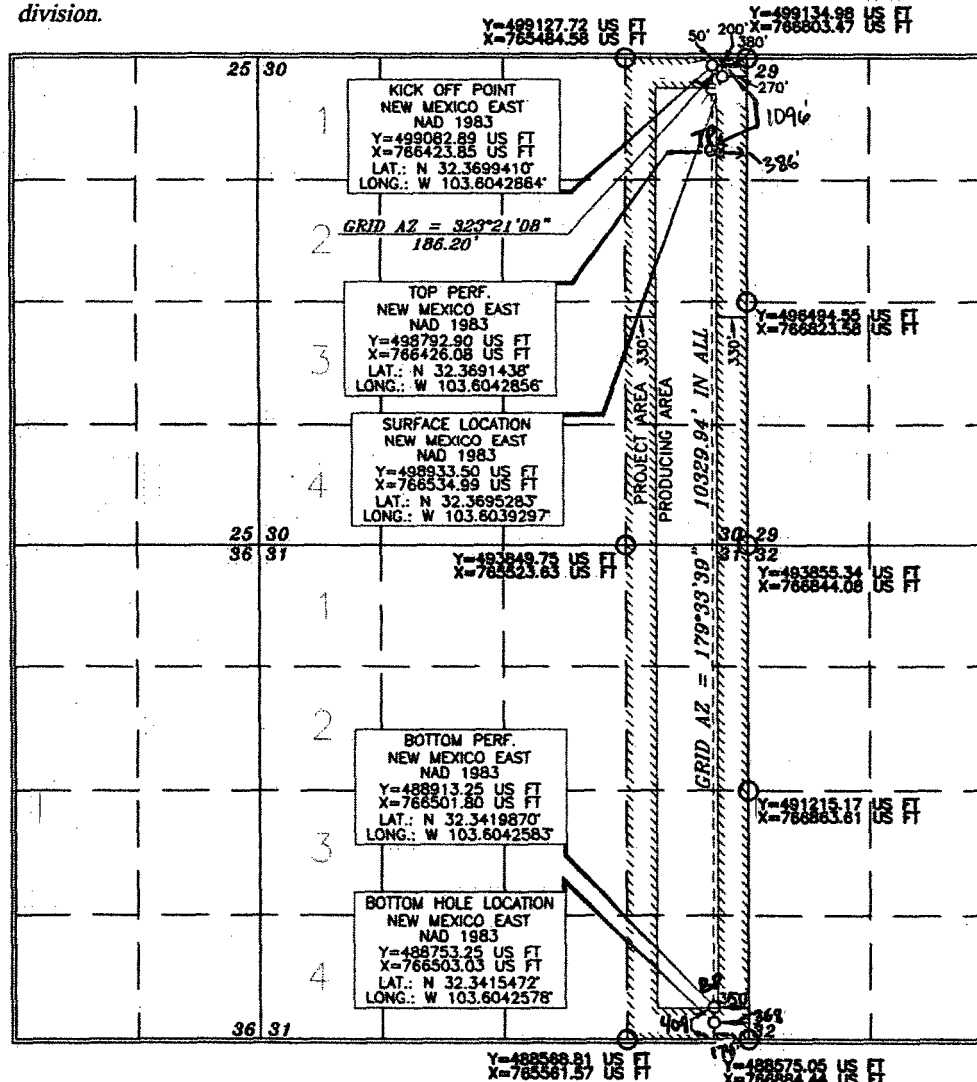 division.
Y=499127.72 US FT
X=765484.58 US FT
Y=499134.98 US FT
X=766803.47 US FT
50' 200' 380'
25 30
29
270'
1096'
386'
1
KICK OFF POINT
NEW MEXICO EAST
NAD 1983
Y=499082.89 US FT
X=766423.85 US FT
LAT.: N 32.3699410°
LONG.: W 103.6042864°
2
GRID AZ = 323°21'08"
186.20'
TOP PERF.
NEW MEXICO EAST
NAD 1983
Y=498792.90 US FT
X=766426.08 US FT
LAT.: N 32.3691438°
LONG.: W 103.6042856°
Y=496494.55 US FT
X=766823.58 US FT
3
330'
330'
PROJECT AREA
PRODUCING AREA
GRID AZ = 179°33'39" 10329.94' IN ALL
SURFACE LOCATION
NEW MEXICO EAST
NAD 1983
Y=498933.50 US FT
X=766534.99 US FT
LAT.: N 32.3695283°
LONG.: W 103.6039297°
4
25 30
36 31
30 29
31 32
Y=493849.75 US FT
X=765523.63 US FT
Y=493855.34 US FT
X=766844.08 US FT
1
2
BOTTOM PERF.
NEW MEXICO EAST
NAD 1983
Y=488913.25 US FT
X=766501.80 US FT
LAT.: N 32.3419870°
LONG.: W 103.6042583°
Y=491215.17 US FT
X=766863.61 US FT
3
BOTTOM HOLE LOCATION
NEW MEXICO EAST
NAD 1983
Y=488753.25 US FT
X=766503.03 US FT
LAT.: N 32.3415472°
LONG.: W 103.6042578°
4
350'
368
36 31
32
Y=488568.81 US FT
X=765561.57 US FT
Y=488575.05 US FT
X=766884.44 US FT